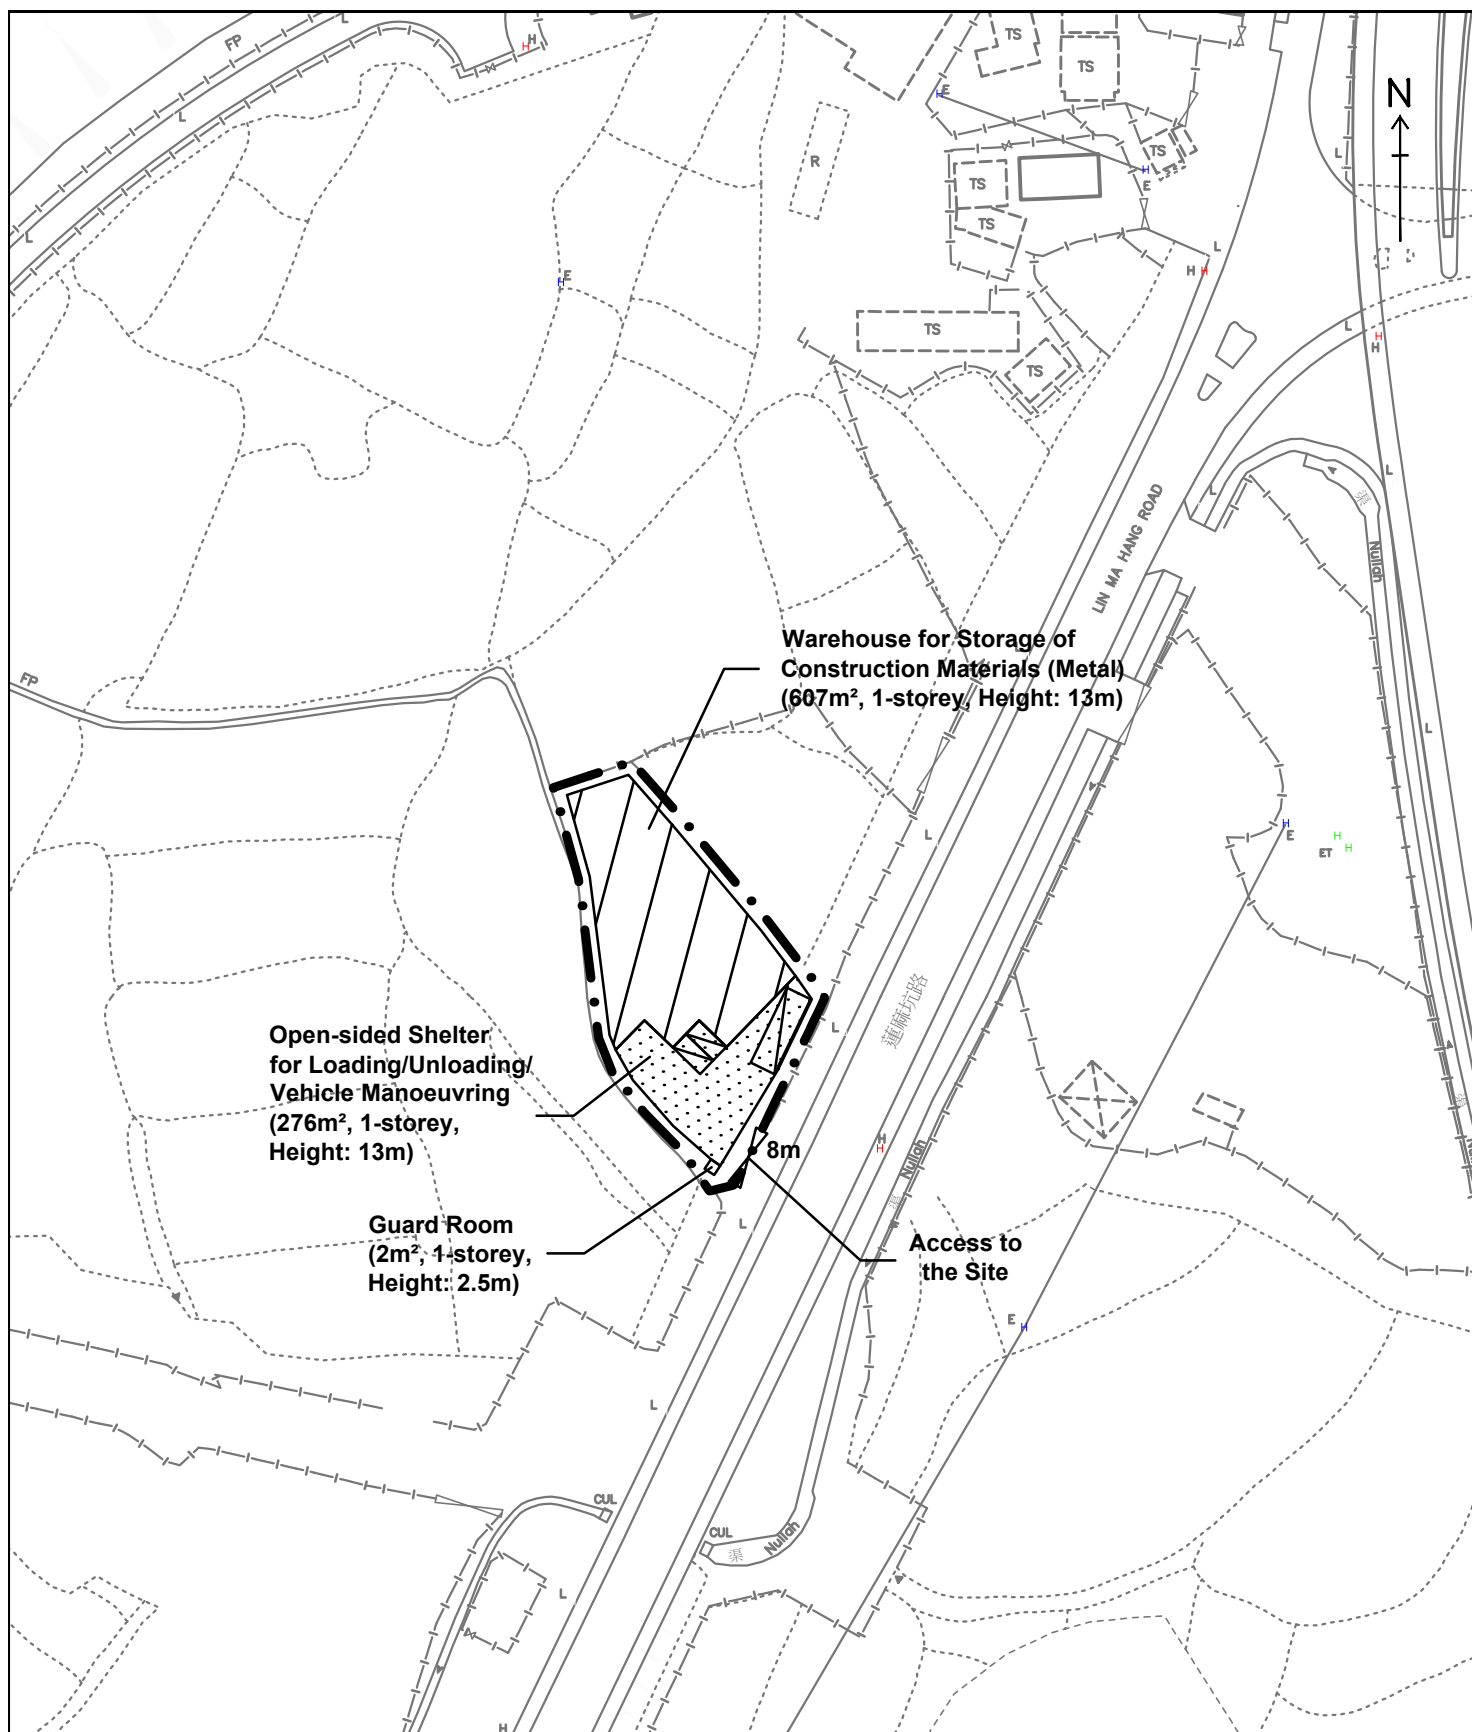 FP
L
H
TS
TS
E
N
L
R
TS
TS
E
TS
L
L
L
H
H
E
L
TS
L
H
TS
L
A
L
渠
LIN MA HANG ROAD
Nullah
Warehouse for Storage of
Construction Materials (Metal)
(607m², 1-storey, Height: 13m)
L
FP
L
H
E
H
ET
H
L
蓮麻坑路
Open-sided Shelter
for Loading/Unloading/
Vehicle Manoeuvring
(276m², 1-storey,
Height: 13m)
L
渠
H
H
8m
Nullah
渠
Guard Room
(2m², 1-storey,
Height: 2.5m)
L
Access to
the Site
E
H
L
CUL
CUL
渠
Nullah
L
H